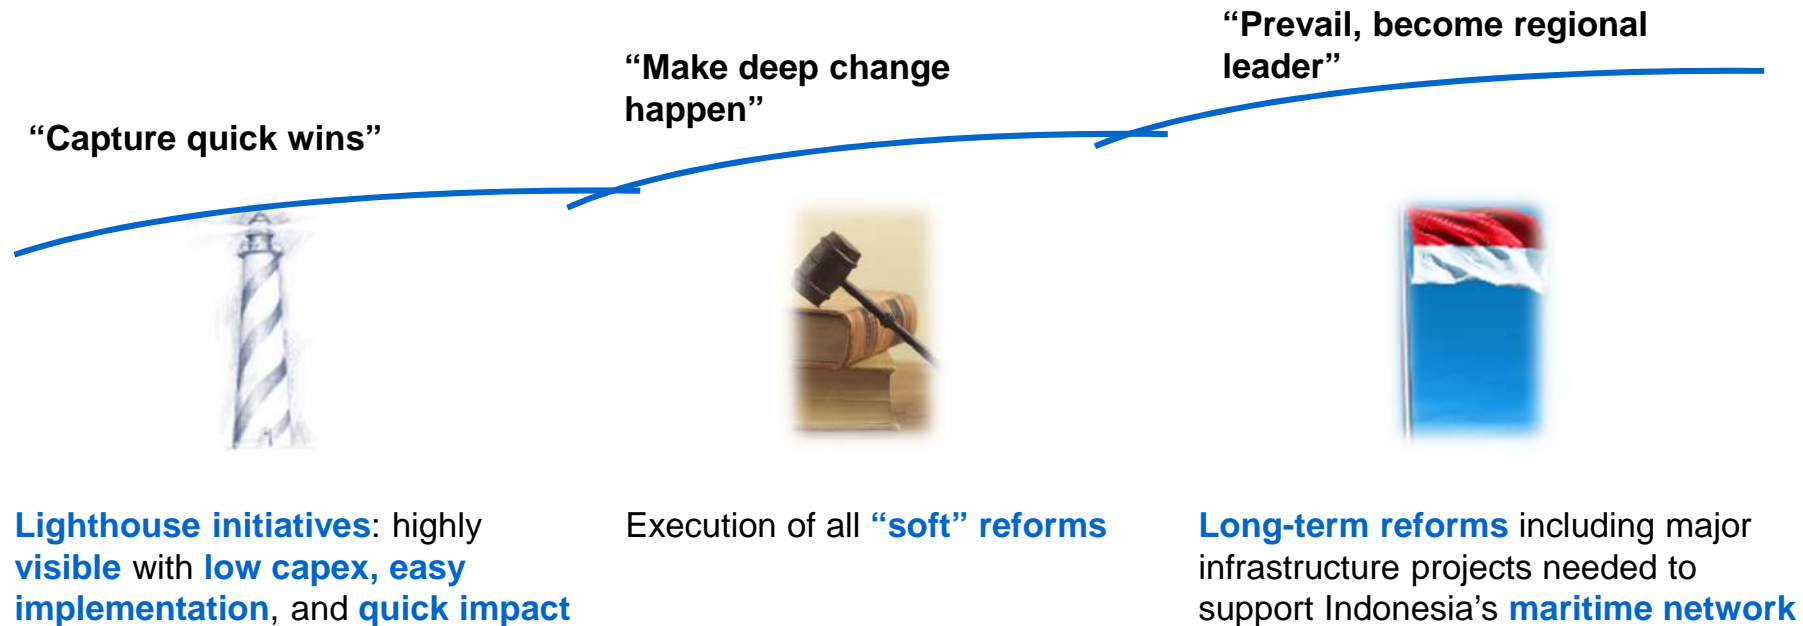 “Capture quick wins”
“Make deep change
happen”
“Prevail, become regional
leader”
Lighthouse initiatives: highly
visible with low capex, easy
implementation, and quick impact
Execution of all “soft” reforms
Long-term reforms including major
infrastructure projects needed to
support Indonesia’s maritime network